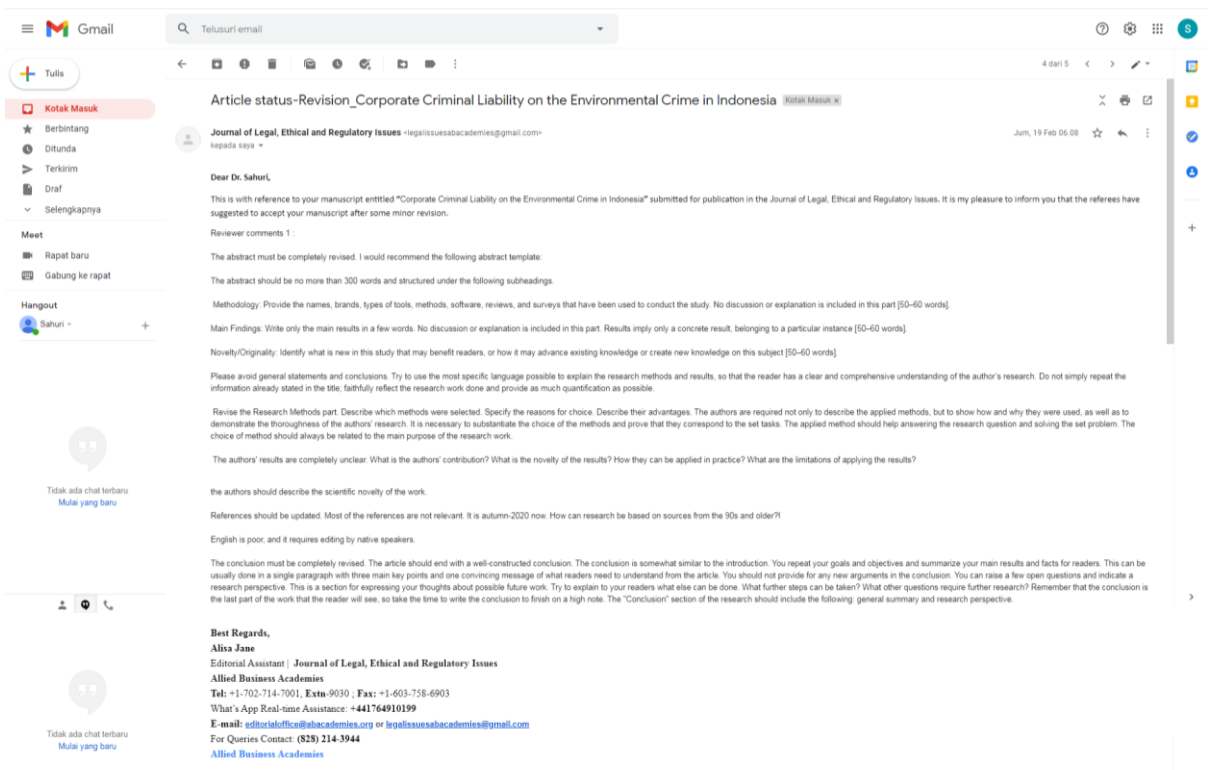 Gmail
Telusuri email
Tulis
4 dari 5
Kotak Masuk
Berbintang
Ditunda
Terkirim
Draf
Selengkapnya
Meet
Rapat baru
Gabung ke rapat
Hangout
Sahuri
Tidak ada chat terbaru
Mulai yang baru
Tidak ada chat terbaru
Mulai yang baru
S
Article status-Revision_Corporate Criminal Liability on the Environmental Crime in Indonesia Kotak Masuk x
Journal of Legal, Ethical and Regulatory Issues <legalissuesabacademies@gmail.com> Jum, 19 Feb 06.08
kepada saya
Dear Dr. Sahuri,
This is with reference to your manuscript entitled "Corporate Criminal Liability on the Environmental Crime in Indonesia" submitted for publication in the Journal of Legal, Ethical and Regulatory Issues. It is my pleasure to inform you that the referees have
suggested to accept your manuscript after some minor revision.
Reviewer comments 1 :
The abstract must be completely revised. I would recommend the following abstract template:
The abstract should be no more than 300 words and structured under the following subheadings.
Methodology: Provide the names, brands, types of tools, methods, software, reviews, and surveys that have been used to conduct the study. No discussion or explanation is included in this part [50–60 words].
Main Findings: Write only the main results in a few words. No discussion or explanation is included in this part. Results imply only a concrete result, belonging to a particular instance [50–60 words].
Novelty/Originality: Identify what is new in this study that may benefit readers, or how it may advance existing knowledge or create new knowledge on this subject [50–60 words].
Please avoid general statements and conclusions. Try to use the most specific language possible to explain the research methods and results, so that the reader has a clear and comprehensive understanding of the author's research. Do not simply repeat the
information already stated in the title; faithfully reflect the research work done and provide as much quantification as possible.
Revise the Research Methods part. Describe which methods were selected. Specify the reasons for choice. Describe their advantages. The authors are required not only to describe the applied methods, but to show how and why they were used, as well as to
demonstrate the thoroughness of the authors' research. It is necessary to substantiate the choice of the methods and prove that they correspond to the set tasks. The applied method should help answering the research question and solving the set problem. The
choice of method should always be related to the main purpose of the research work.
The authors' results are completely unclear. What is the authors' contribution? What is the novelty of the results? How they can be applied in practice? What are the limitations of applying the results?
the authors should describe the scientific novelty of the work.
References should be updated. Most of the references are not relevant. It is autumn-2020 now. How can research be based on sources from the 90s and older?!
English is poor, and it requires editing by native speakers.
The conclusion must be completely revised. The article should end with a well-constructed conclusion. The conclusion is somewhat similar to the introduction. You repeat your goals and objectives and summarize your main results and facts for readers. This can be
usually done in a single paragraph with three main key points and one convincing message of what readers need to understand from the article. You should not provide for any new arguments in the conclusion. You can raise a few open questions and indicate a
research perspective. This is a section for expressing your thoughts about possible future work. Try to explain to your readers what else can be done. What further steps can be taken? What other questions require further research? Remember that the conclusion is
the last part of the work that the reader will see, so take the time to write the conclusion to finish on a high note. The "Conclusion" section of the research should include the following: general summary and research perspective.
Best Regards,
Alisa Jane
Editorial Assistant | Journal of Legal, Ethical and Regulatory Issues
Allied Business Academies
Tel: +1-702-714-7001, Extn-9030 ; Fax: +1-603-758-6903
What's App Real-time Assistance: +441764910199
E-mail: editorialoffice@abacademies.org or legalissuesabacademies@gmail.com
For Queries Contact: (828) 214-3944
Allied Business Academies